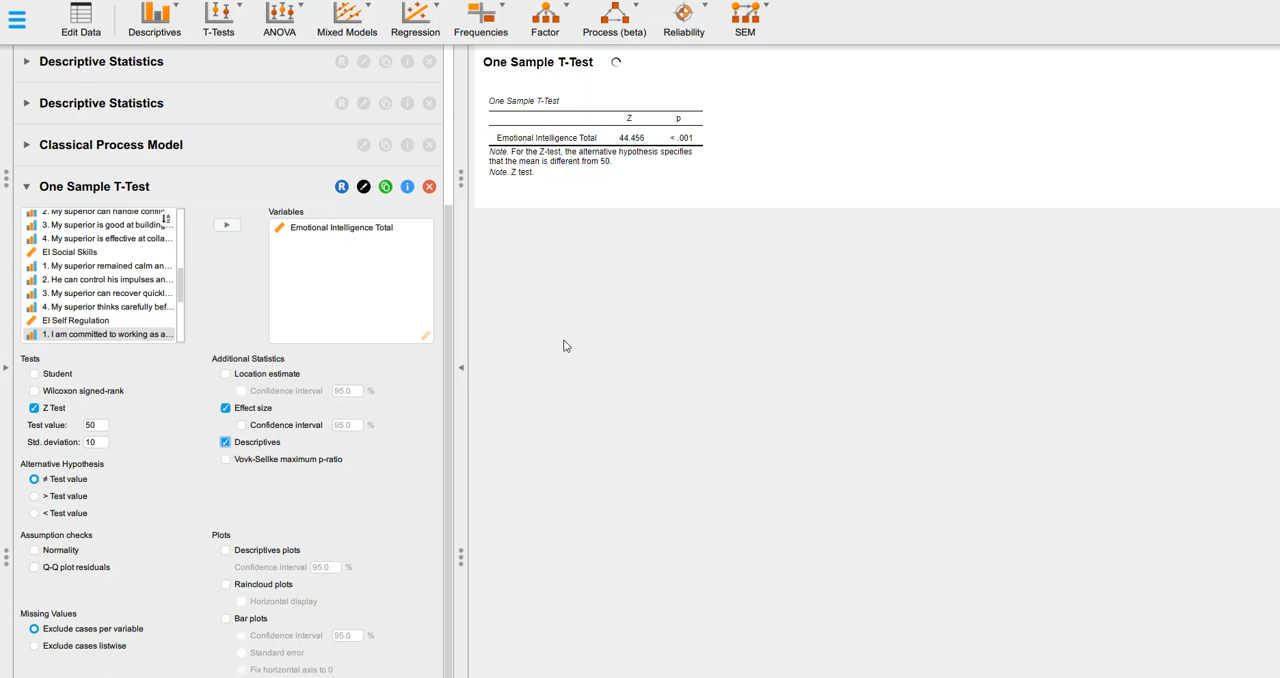 Edit Data
Descriptives
T-Tests
ANOVA
Mixed Models
Regression
Frequencies
Factor
Process (beta)
Reliability
SEM
Descriptive Statistics
Descriptive Statistics
Classical Process Model
One Sample T-Test
2. My superior can handle confli...
3. My superior is good at building...
4. My superior is effective at colla...
EI Social Skills
1. My superior remained calm an...
2. He can control his impulses an...
3. My superior can recover quickl...
4. My superior thinks carefully bef...
EI Self Regulation
1. I am committed to working as a...
Variables
Emotional Intelligence Total
Tests
Student
Wilcoxon signed-rank
Z Test
Test value: 50
Std. deviation: 10
Alternative Hypothesis
≠ Test value
> Test value
< Test value
Assumption checks
Normality
Q-Q plot residuals
Missing Values
Exclude cases per variable
Exclude cases listwise
Additional Statistics
Location estimate
Confidence interval 95.0 %
Effect size
Confidence interval 95.0 %
Descriptives
Vovk-Sellke maximum p-ratio
Plots
Descriptives plots
Confidence interval 95.0 %
Raincloud plots
Horizontal display
Bar plots
Confidence interval 95.0 %
Standard error
Fix horizontal axis to 0
One Sample T-Test
One Sample T-Test
Z p
Emotional Intelligence Total 44.456 < .001
Note. For the Z-test, the alternative hypothesis specifies
that the mean is different from 50.
Note. Z test.